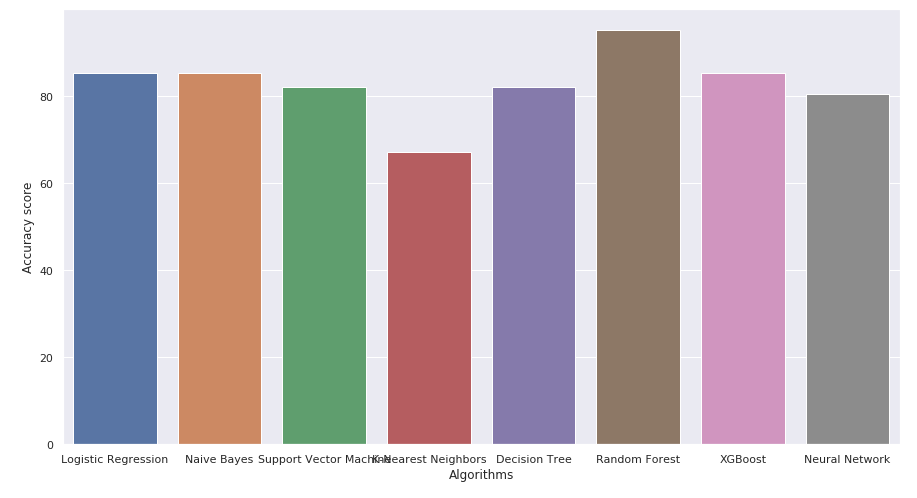 Accuracy score
80
60
40
20
0
Logistic Regression
Naive Bayes
Support Vector Machine
K-Nearest Neighbors
Decision Tree
Random Forest
XGBoost
Neural Network
Algorithms